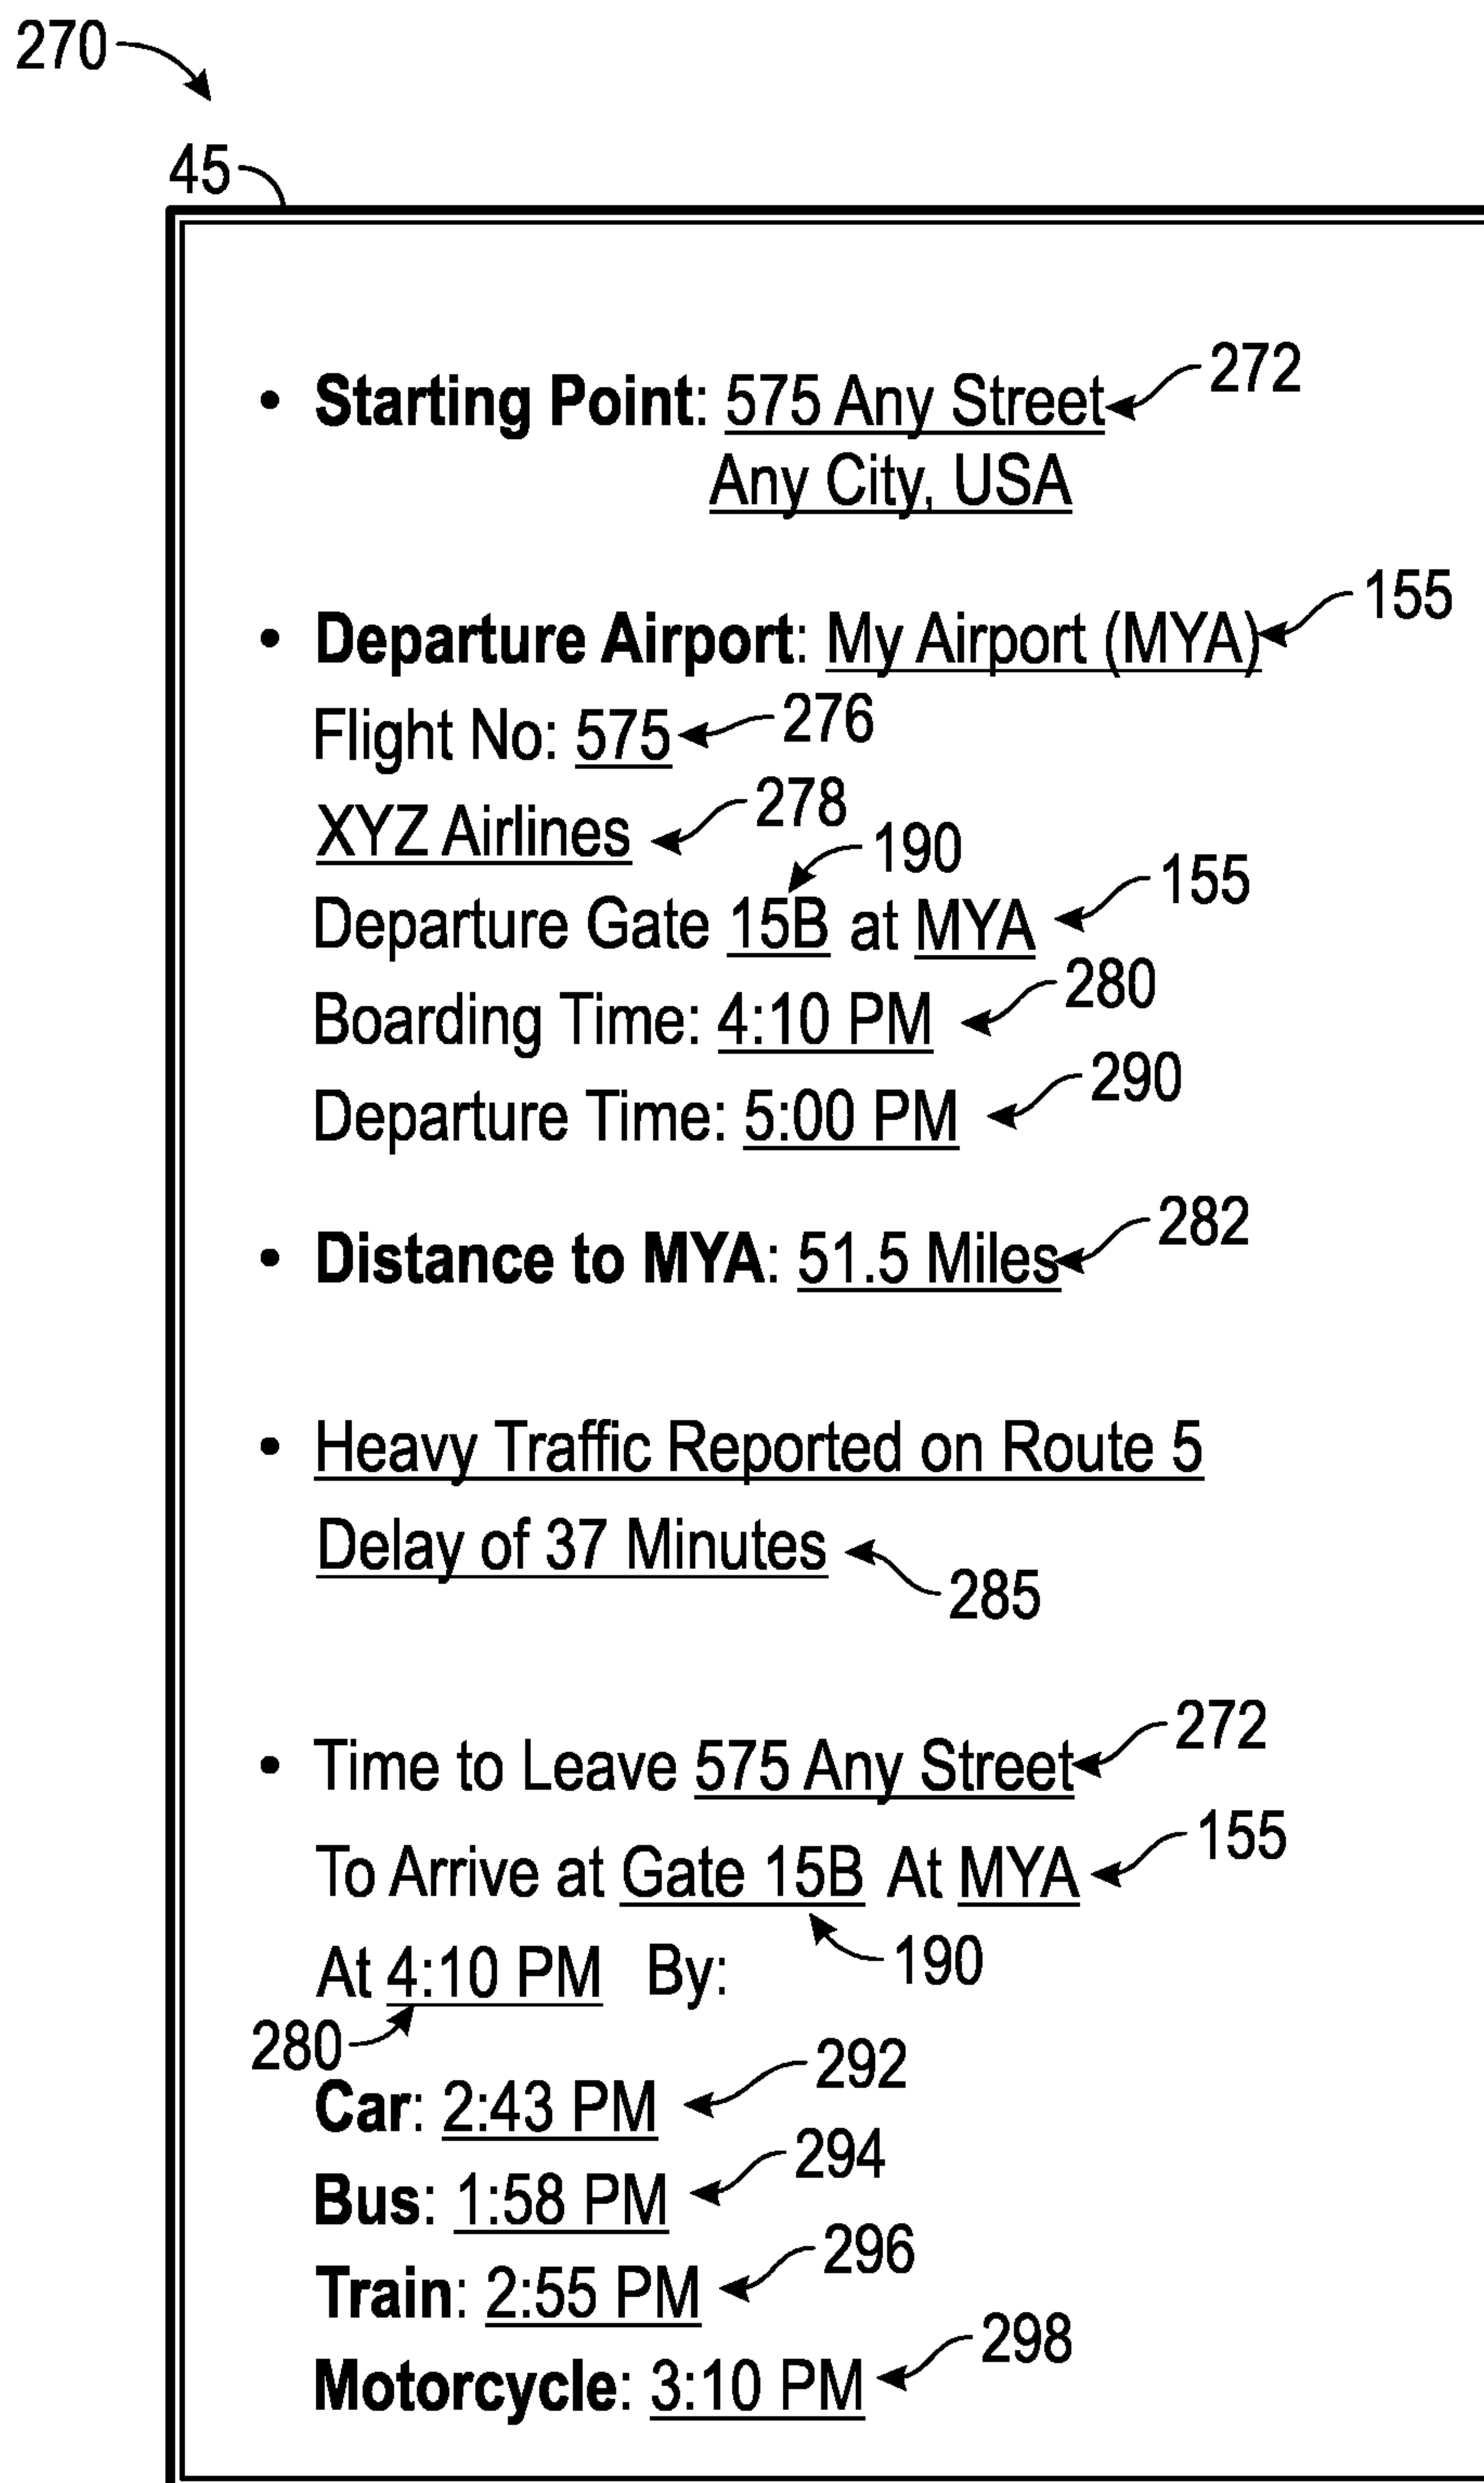 270
45
• Starting Point: 575 Any Street 272
Any City, USA
• Departure Airport: My Airport (MYA) 155
Flight No: 575 276
XYZ Airlines 278
190
Departure Gate 15B at MYA 155
Boarding Time: 4:10 PM 280
Departure Time: 5:00 PM 290
• Distance to MYA: 51.5 Miles 282
• Heavy Traffic Reported on Route 5
Delay of 37 Minutes 285
• Time to Leave 575 Any Street 272
To Arrive at Gate 15B At MYA 155
At 4:10 PM By: 190
280
Car: 2:43 PM 292
Bus: 1:58 PM 294
Train: 2:55 PM 296
Motorcycle: 3:10 PM 298